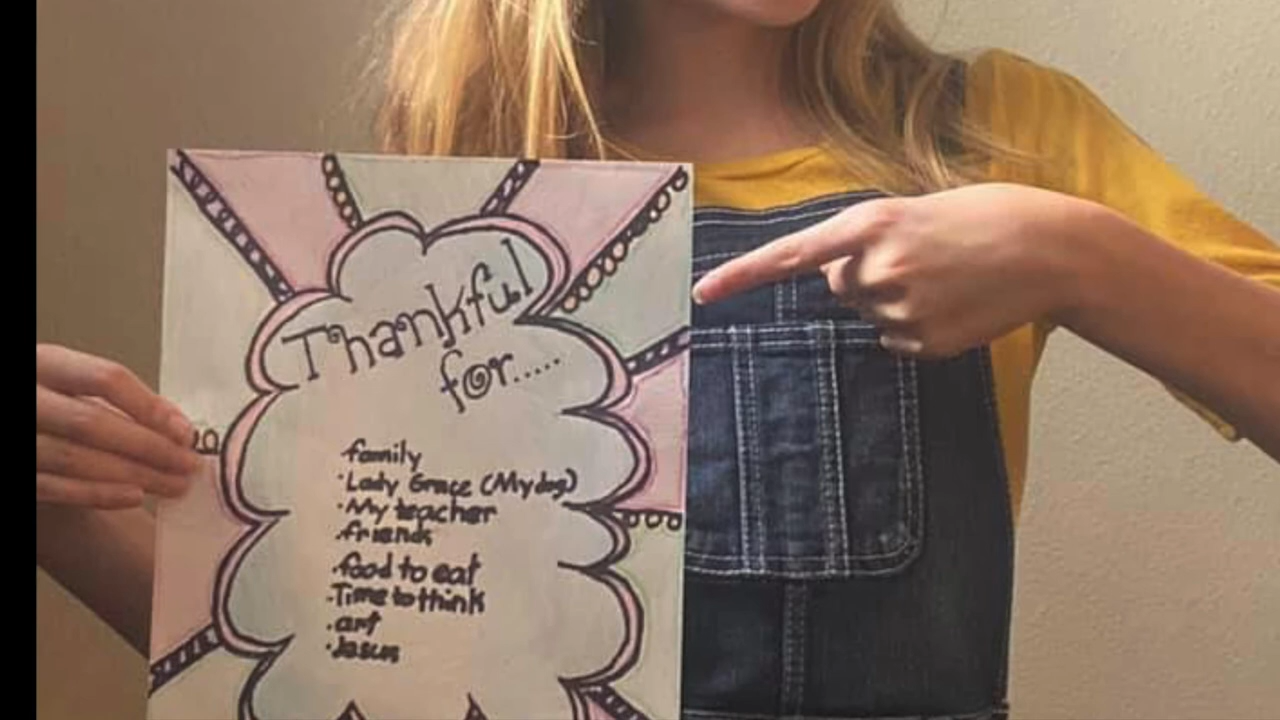 Thankful
for.....
family
·Lady Grace (My dog)
·My teacher
·friends
·food to eat
·Time to think
·art
·Jesus